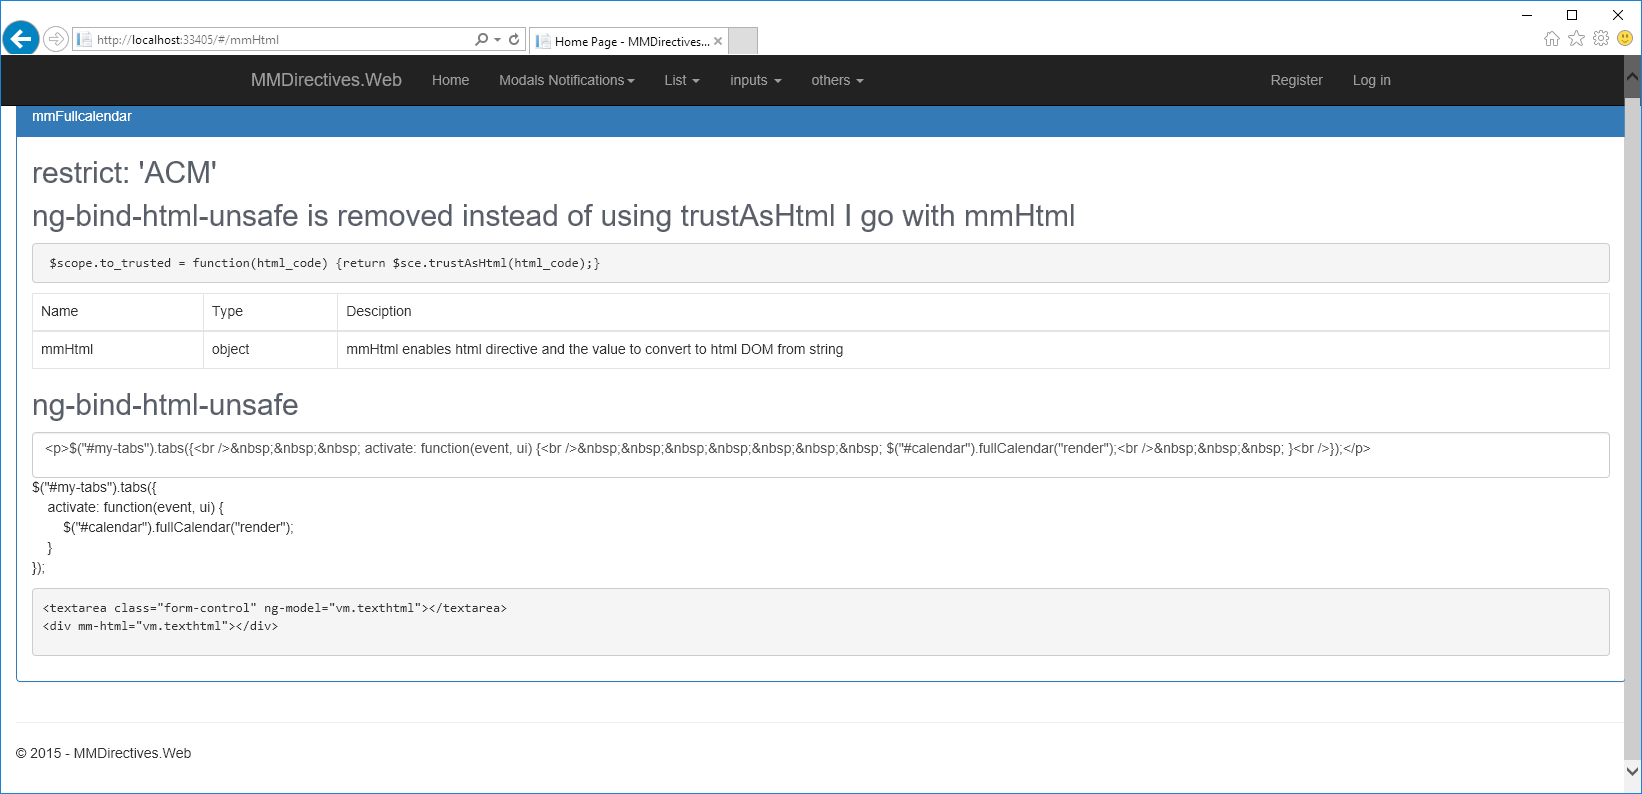 http://localhost:33405/#/mmHtml
Home Page - MMDirectives...
MMDirectives.Web Home Modals Notifications List inputs others Register Log in
mmFullcalendar
restrict: 'ACM'
ng-bind-html-unsafe is removed instead of using trustAsHtml I go with mmHtml
$scope.to_trusted = function(html_code) {return $sce.trustAsHtml(html_code);}
Name Type Desciption
mmHtml object mmHtml enables html directive and the value to convert to html DOM from string
ng-bind-html-unsafe
<p>$("#my-tabs").tabs({<br />&nbsp;&nbsp;&nbsp; activate: function(event, ui) {<br />&nbsp;&nbsp;&nbsp;&nbsp;&nbsp;&nbsp;&nbsp; $("#calendar").fullCalendar("render");<br />&nbsp;&nbsp;&nbsp; }<br />});</p>
$("#my-tabs").tabs({
activate: function(event, ui) {
$("#calendar").fullCalendar("render");
}
});
<textarea class="form-control" ng-model="vm.texthtml"></textarea>
<div mm-html="vm.texthtml"></div>
© 2015 - MMDirectives.Web